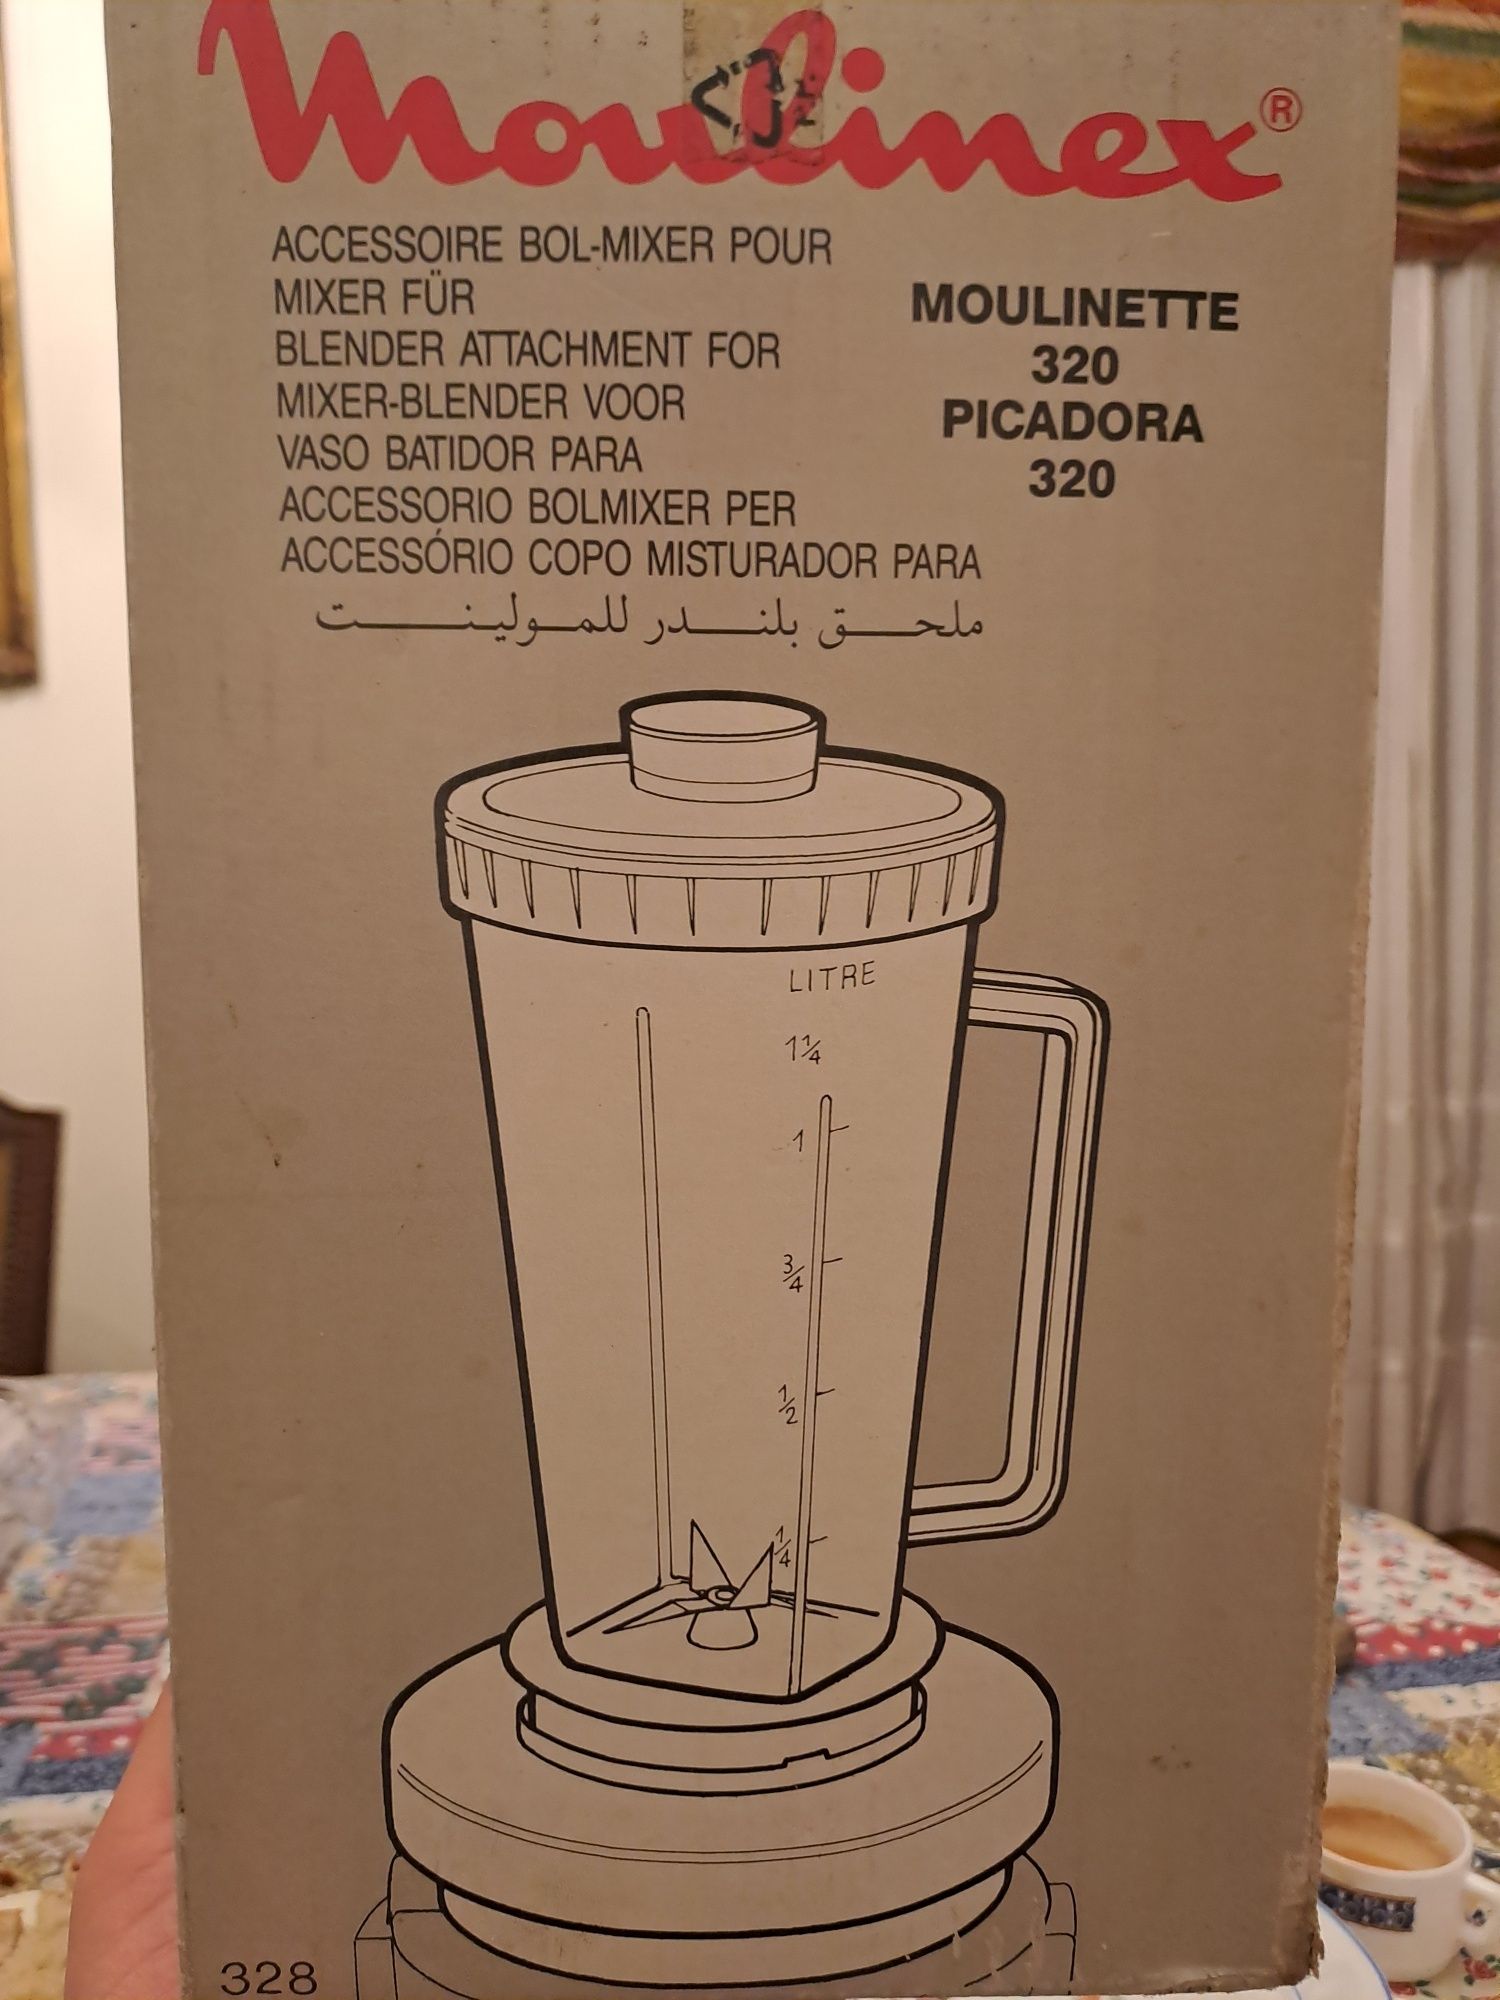 Moulinex®
ACCESSOIRE BOL-MIXER POUR
MIXER FÜR
BLENDER ATTACHMENT FOR
MIXER-BLENDER VOOR
VASO BATIDOR PARA
ACCESSORIO BOLMIXER PER
ACCESSÓRIO COPO MISTURADOR PARA
ملحق بلندر للمولينت
MOULINETTE
320
PICADORA
320
LITRE
1¼
1
¾
½
¼
328